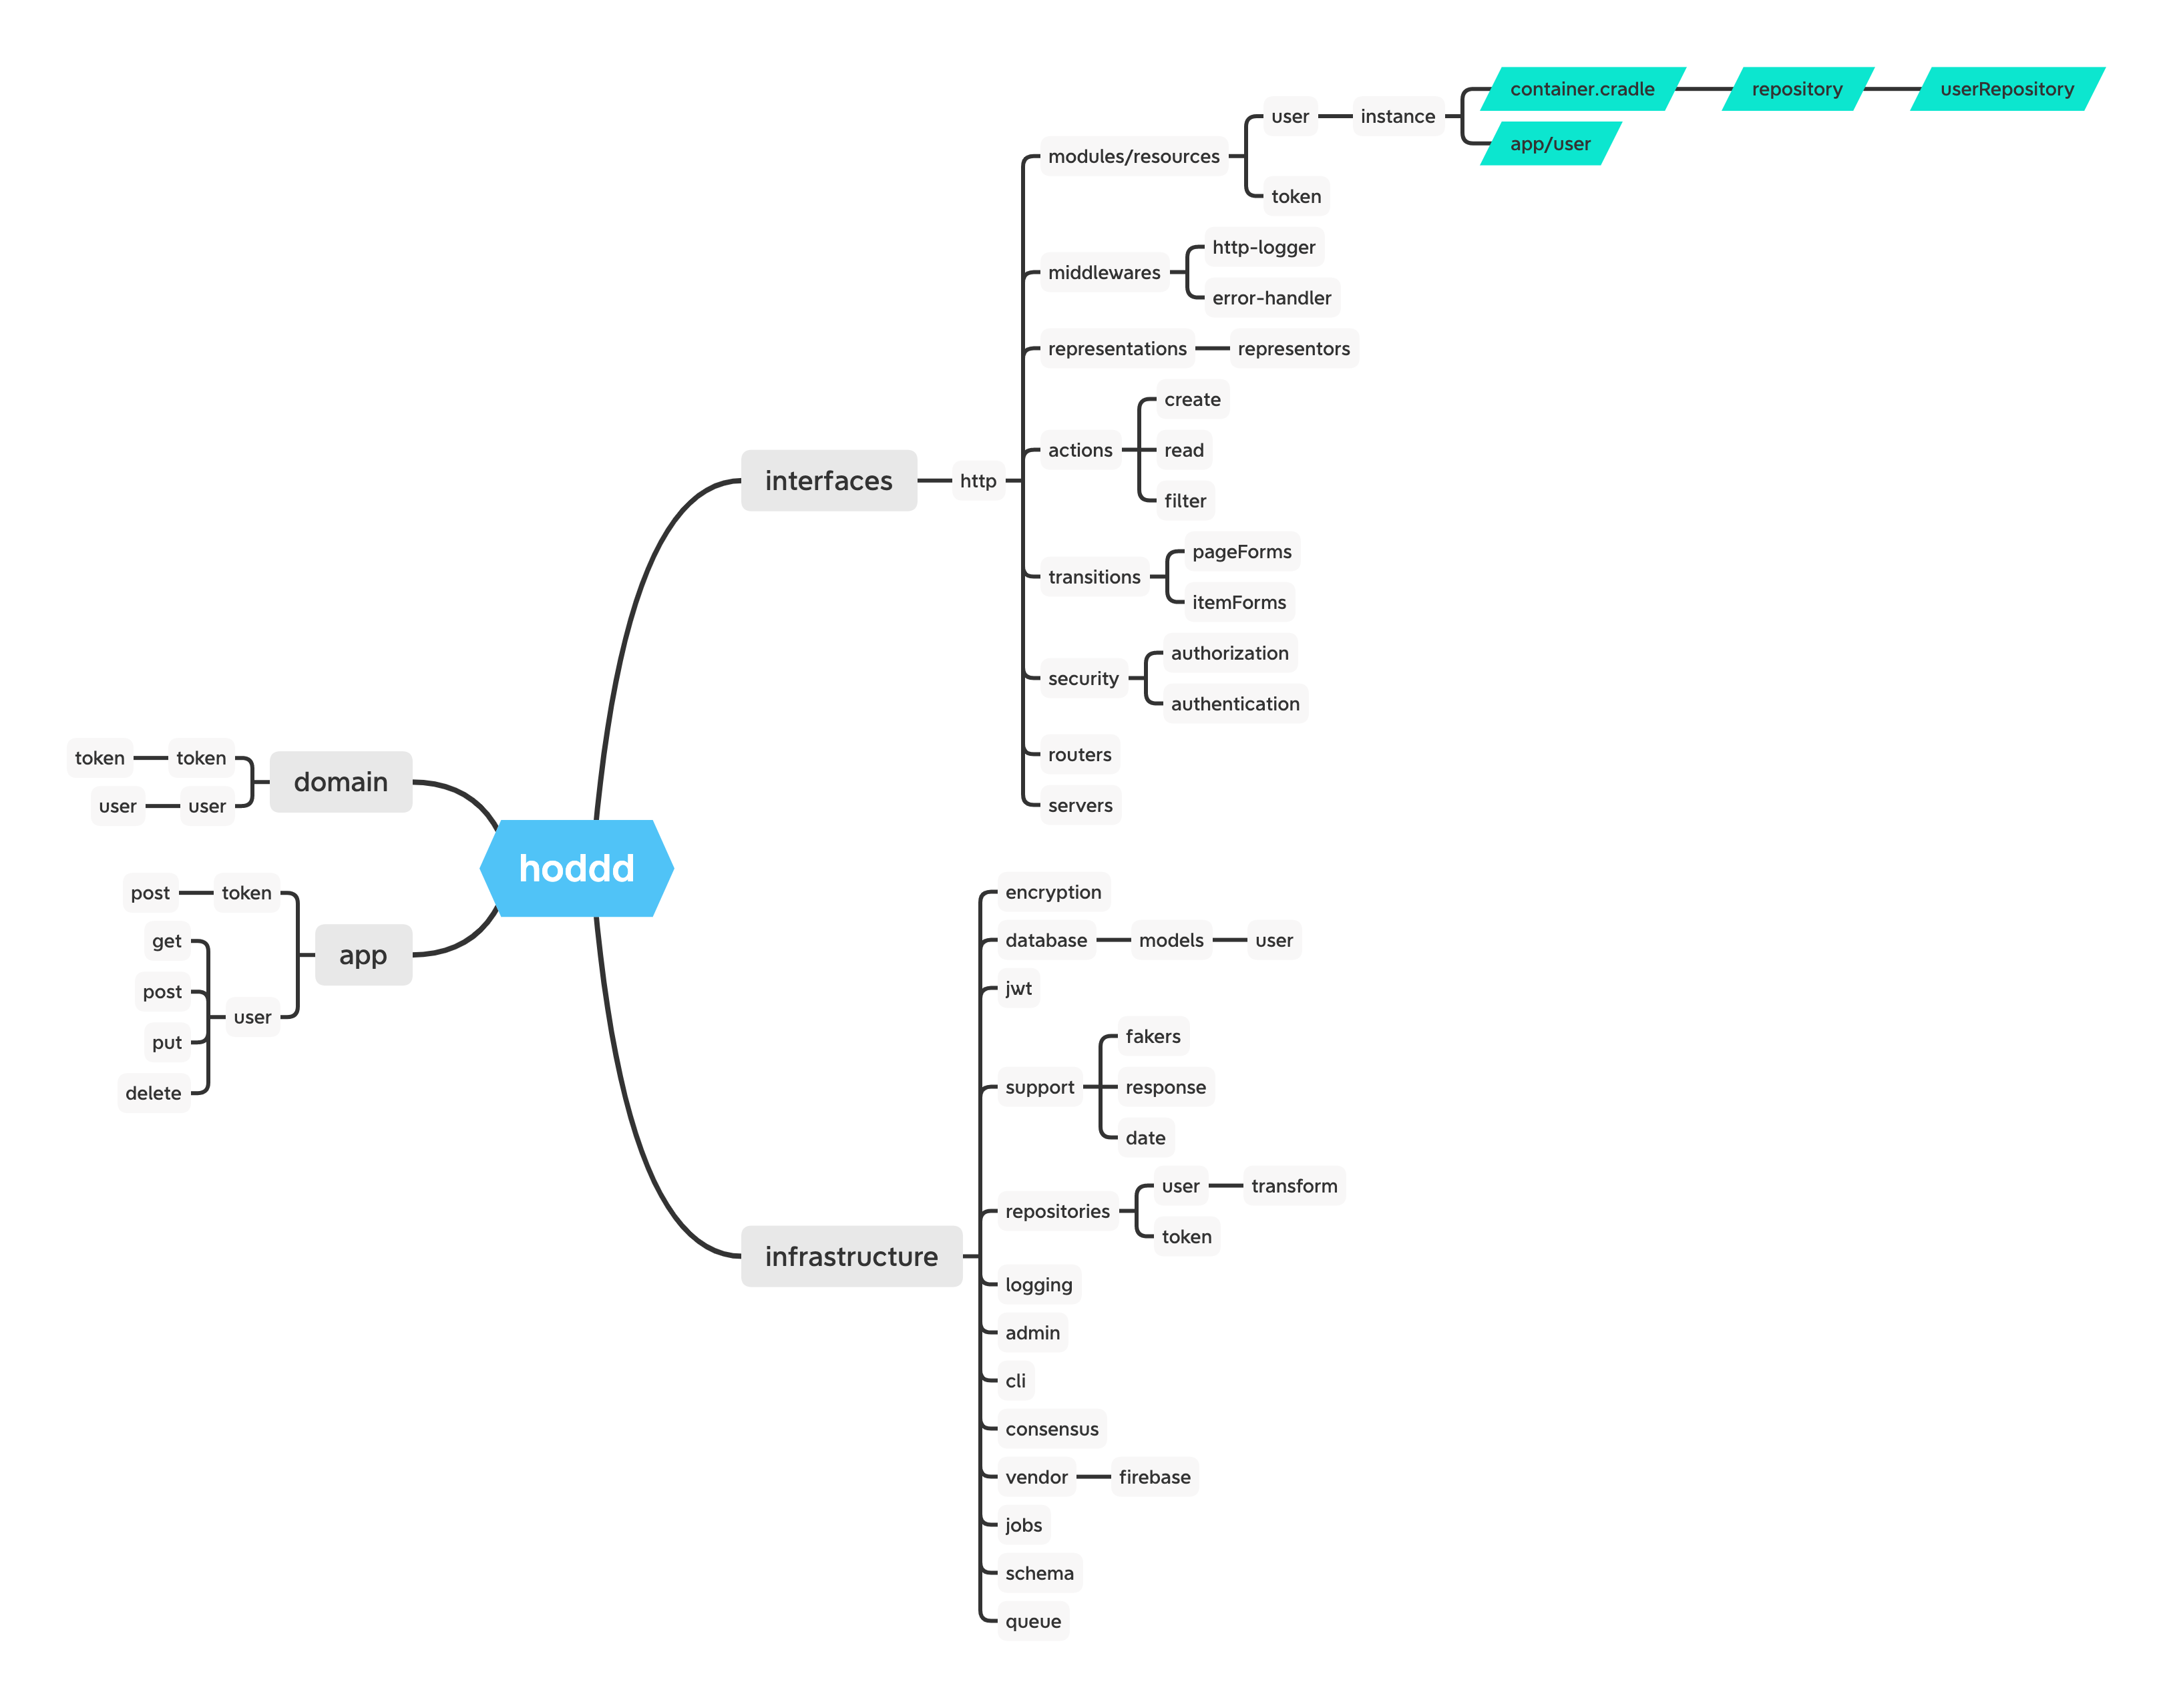 hoddd
interfaces
http
modules/resources
user
instance
container.cradle
repository
userRepository
app/user
token
middlewares
http-logger
error-handler
representations
representors
actions
create
read
filter
transitions
pageForms
itemForms
security
authorization
authentication
routers
servers
infrastructure
encryption
database
models
user
jwt
support
fakers
response
date
repositories
user
transform
token
logging
admin
cli
consensus
vendor
firebase
jobs
schema
queue
domain
token
token
user
user
app
token
post
user
get
post
put
delete